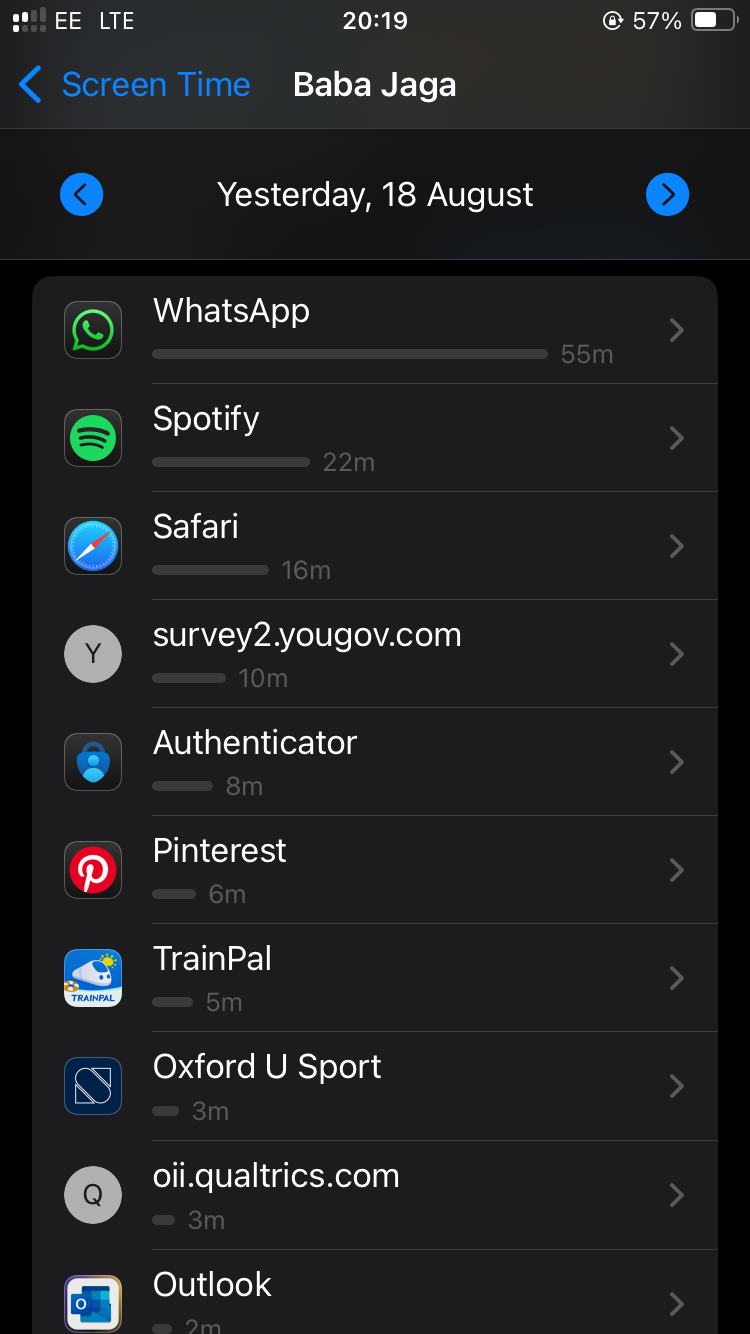 EE LTE 20:19 57%
Screen Time Baba Jaga
Yesterday, 18 August
WhatsApp
55m
Spotify
22m
Safari
16m
Y
survey2.yougov.com
10m
Authenticator
8m
Pinterest
6m
TRAINPAL
TrainPal
5m
Oxford U Sport
3m
Q
oii.qualtrics.com
3m
O
Outlook
2m